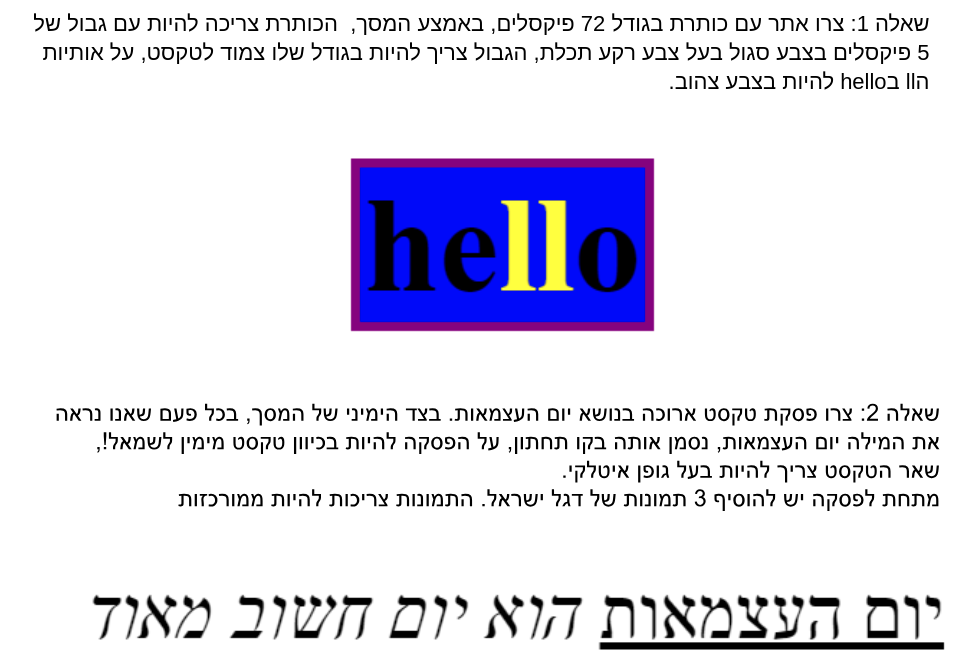 שאלה 1: צרו אתר עם כותרת בגודל 72 פיקסלים, באמצע המסך, הכותרת צריכה להיות עם גבול של
5 פיקסלים בצבע סגול בעל צבע רקע תכלת, הגבול צריך להיות בגודל שלו צמוד לטקסט, על אותיות
הll בhello להיות בצבע צהוב.
hello
שאלה 2: צרו פסקת טקסט ארוכה בנושא יום העצמאות. בצד הימיני של המסך, בכל פעם שאנו נראה
את המילה יום העצמאות, נסמן אותה בקו תחתון, על הפסקה להיות בכיוון טקסט מימין לשמאל!,
שאר הטקסט צריך להיות בעל גופן איטלקי.
מתחת לפסקה יש להוסיף 3 תמונות של דגל ישראל. התמונות צריכות להיות ממורכזות
יום העצמאות הוא יום חשוב מאוד